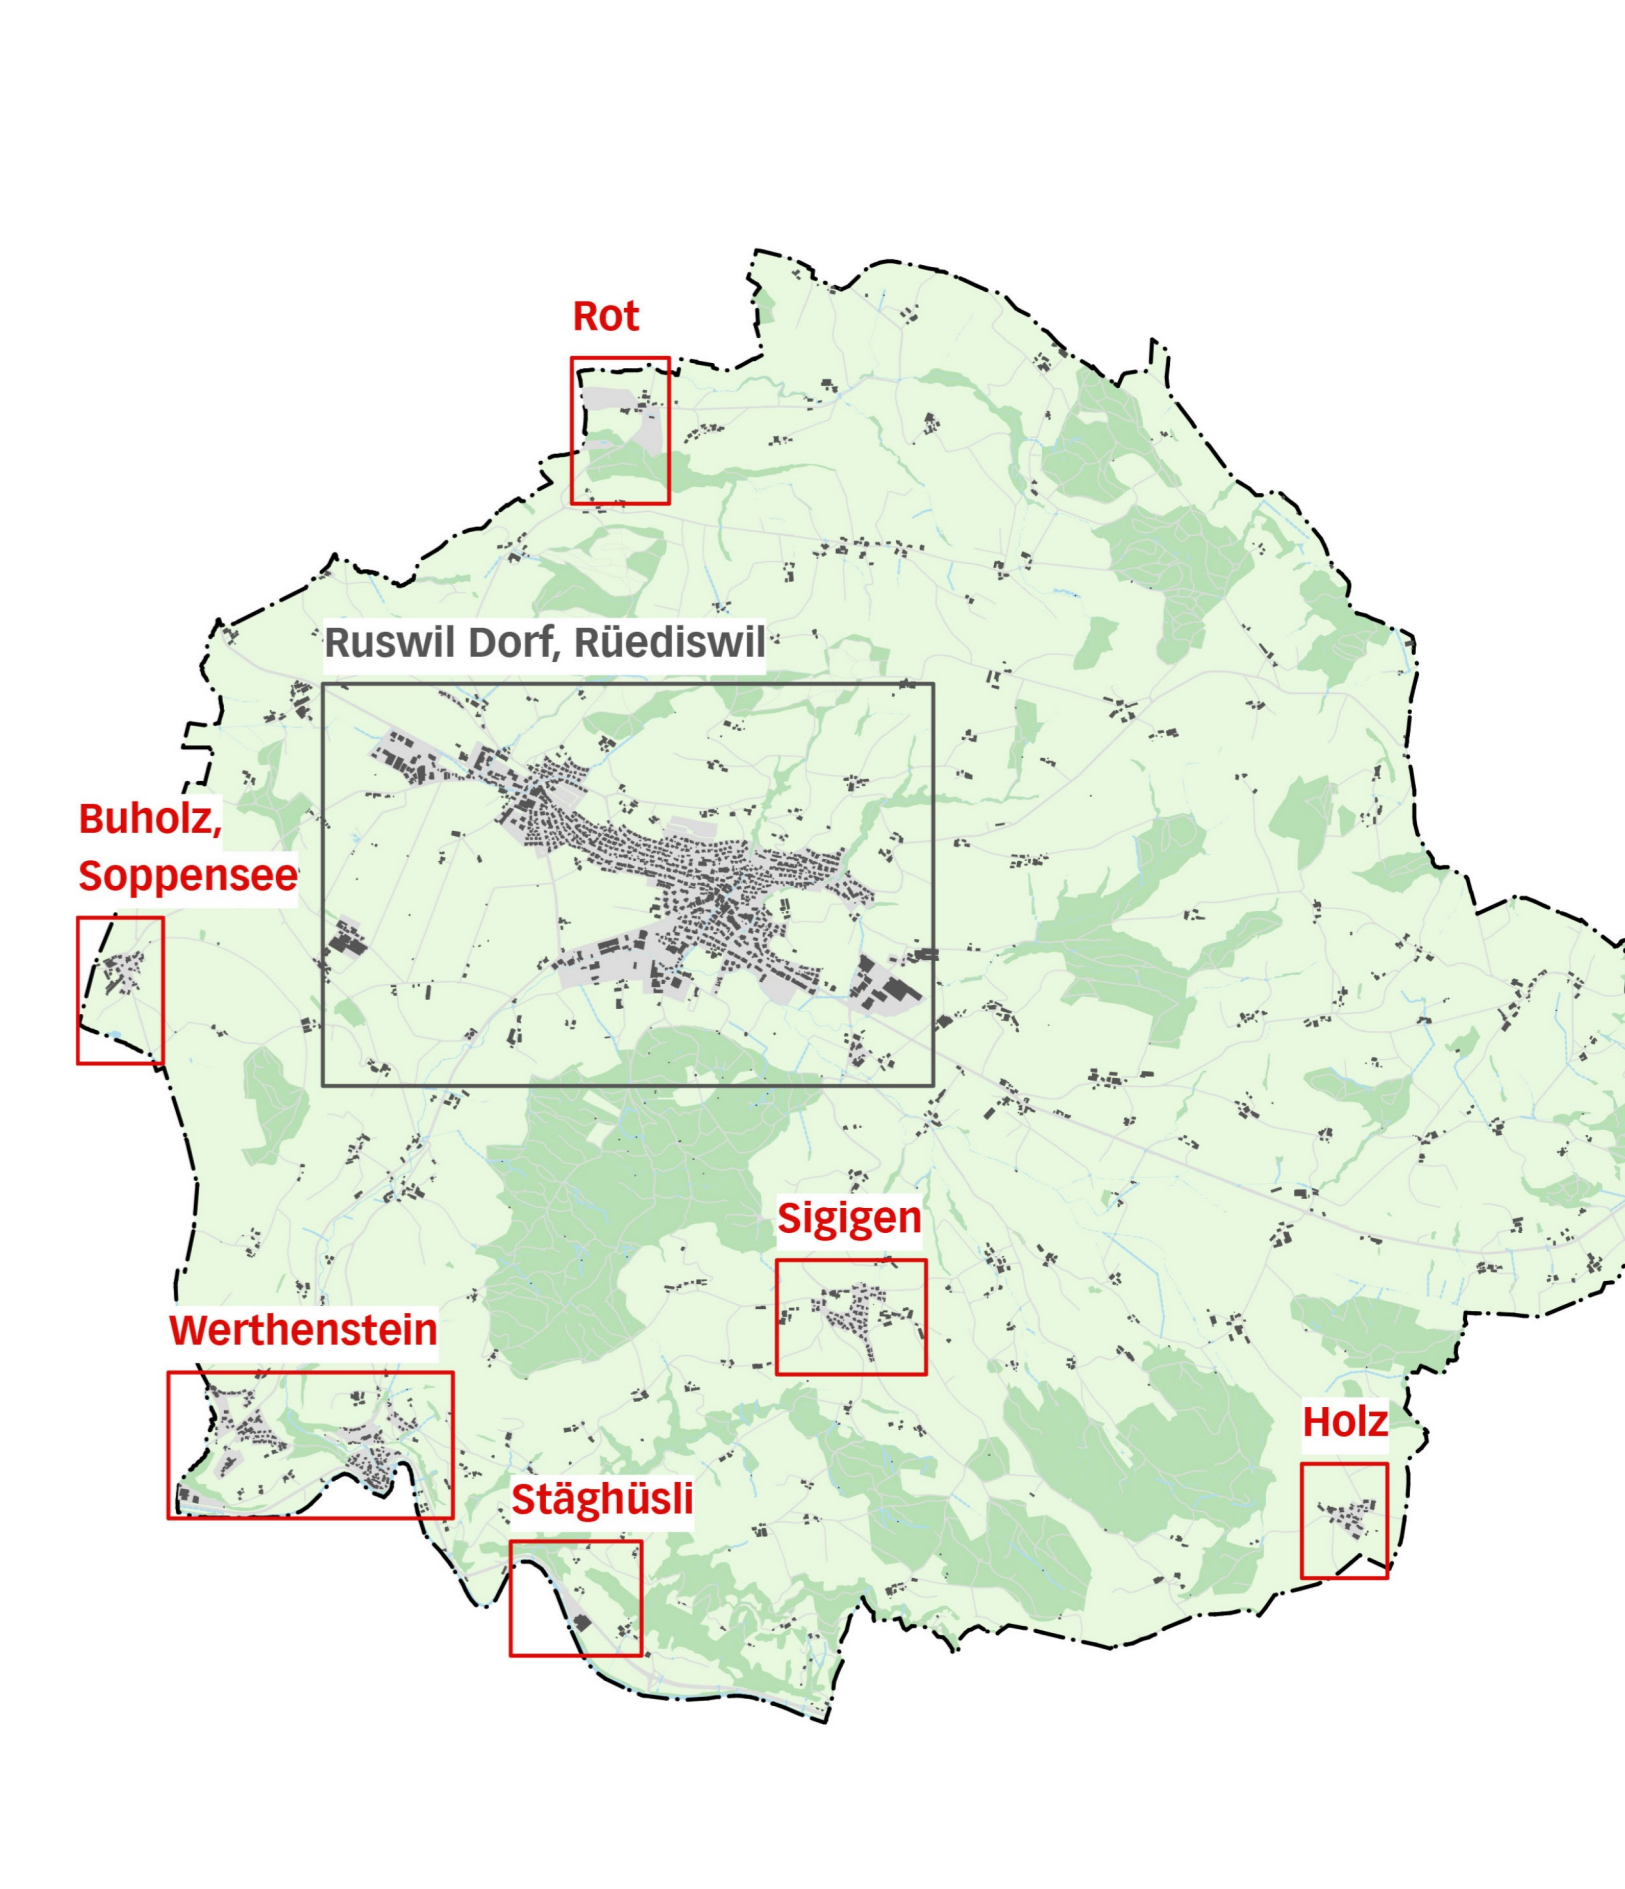 Rot
Ruswil Dorf, Rüediswil
Buholz,
Soppensee
Sigigen
Werthenstein
Holz
Stäghüsli